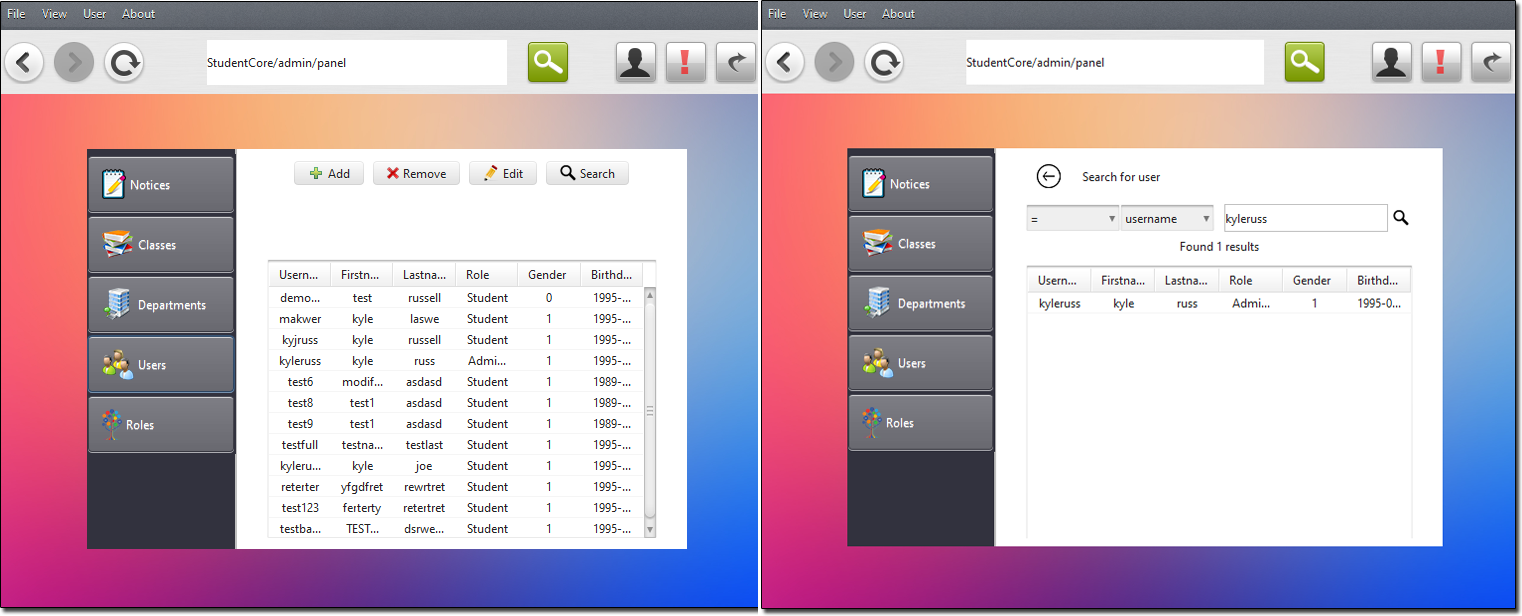 File View User About
StudentCore/admin/panel
Notices
Classes
Departments
Users
Roles
Add Remove Edit Search
Usern... Firstn... Lastna... Role Gender Birthd...
demo... test russell Student 0 1995-...
makwer kyle laswe Student 1 1995-...
kyjruss kyle russell Student 1 1995-...
kyleruss kyle russ Admi... 1 1995-...
test6 modif... asdasd Student 1 1989-...
test8 test1 asdasd Student 1 1989-...
test9 test1 asdasd Student 1 1989-...
testfull testna... testlast Student 1 1995-...
kyleru... kyle joe Student 1 1995-...
reterter yfgdfret rewrtret Student 1 1995-...
test123 ferterty retertret Student 1 1995-...
testba... TEST... dsrwe... Student 1 1995-...
File View User About
StudentCore/admin/panel
Notices
Classes
Departments
Users
Roles
Search for user
= username kyleruss
Found 1 results
Usern... Firstna... Lastna... Role Gender Birthd...
kyleruss kyle russ Admi... 1 1995-0...